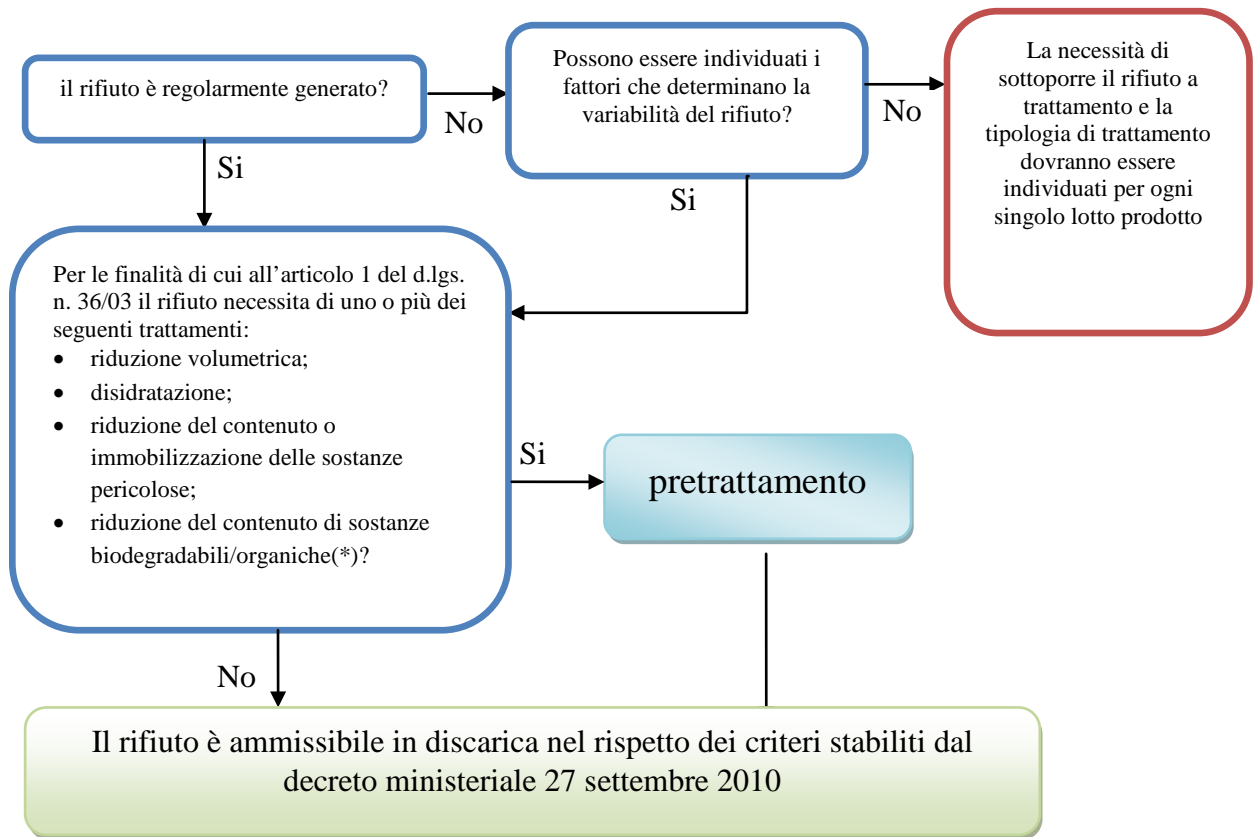 il rifiuto è regolarmente generato?
No
Possono essere individuati i
fattori che determinano la
variabilità del rifiuto?
No
La necessità di
sottoporre il rifiuto a
trattamento e la
tipologia di trattamento
dovranno essere
individuati per ogni
singolo lotto prodotto
Si
Si
Per le finalità di cui all’articolo 1 del d.lgs.
n. 36/03 il rifiuto necessita di uno o più dei
seguenti trattamenti:
• riduzione volumetrica;
• disidratazione;
• riduzione del contenuto o
immobilizzazione delle sostanze
pericolose;
• riduzione del contenuto di sostanze
biodegradabili/organiche(*)?
Si
pretrattamento
No
Il rifiuto è ammissibile in discarica nel rispetto dei criteri stabiliti dal
decreto ministeriale 27 settembre 2010